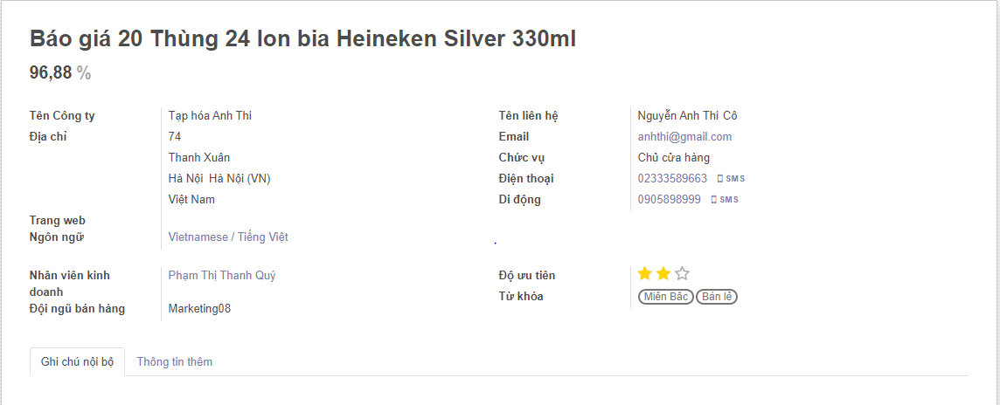 Báo giá 20 Thùng 24 lon bia Heineken Silver 330ml
96,88 %
Tên Công ty Tạp hóa Anh Thi
Địa chỉ 74
Thanh Xuân
Hà Nội Hà Nội (VN)
Việt Nam
Trang web
Ngôn ngữ Vietnamese / Tiếng Việt
Tên liên hệ Nguyễn Anh Thi Cô
Email anhthi@gmail.com
Chức vụ Chủ cửa hàng
Điện thoại 02333589663 SMS
Di động 0905898999 SMS
Nhân viên kinh
doanh
Phạm Thị Thanh Quý
Đội ngũ bán hàng Marketing08
Độ ưu tiên
Từ khóa Miền Bắc Bán lẻ
Ghi chú nội bộ Thông tin thêm